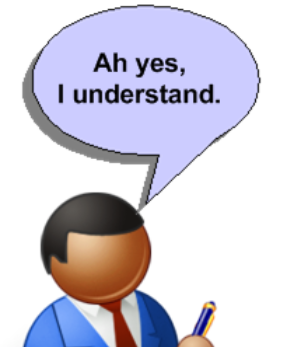 Ah yes,
I understand.